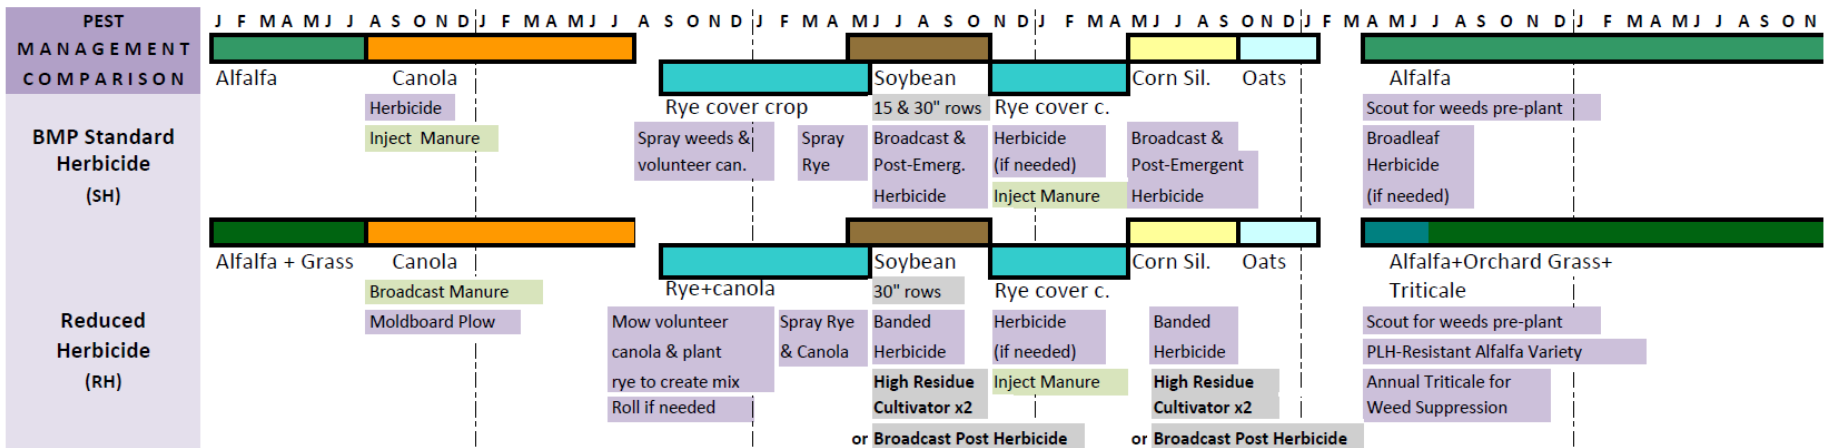 PEST J F M A M J J A S O N D J F M A M J J A S O N D J F M A M J J A S O N D J F M A M J J A S O N D J F M A M J J A S O N D J F M A M J J A S O N
MANAGEMENT
COMPARISON Alfalfa Canola Rye cover crop Soybean Rye cover c. Corn Sil. Oats Alfalfa
Herbicide 15 & 30" rows Scout for weeds pre-plant
BMP Standard Inject Manure Spray weeds & Spray Broadcast & Herbicide Broadcast & Broadleaf
Herbicide volunteer can. Rye Post-Emerg. (if needed) Post-Emergent Herbicide
(SH) Herbicide Inject Manure Herbicide (if needed)
Alfalfa + Grass Canola Soybean Corn Sil. Oats Alfalfa+Orchard Grass+
Broadcast Manure Rye+canola 30" rows Rye cover c. Triticale
Reduced Moldboard Plow Mow volunteer Spray Rye Banded Herbicide Banded Scout for weeds pre-plant
Herbicide canola & plant & Canola Herbicide (if needed) Herbicide PLH-Resistant Alfalfa Variety
(RH) rye to create mix High Residue Inject Manure High Residue Annual Triticale for
Roll if needed Cultivator x2 Cultivator x2 Weed Suppression
or Broadcast Post Herbicide or Broadcast Post Herbicide